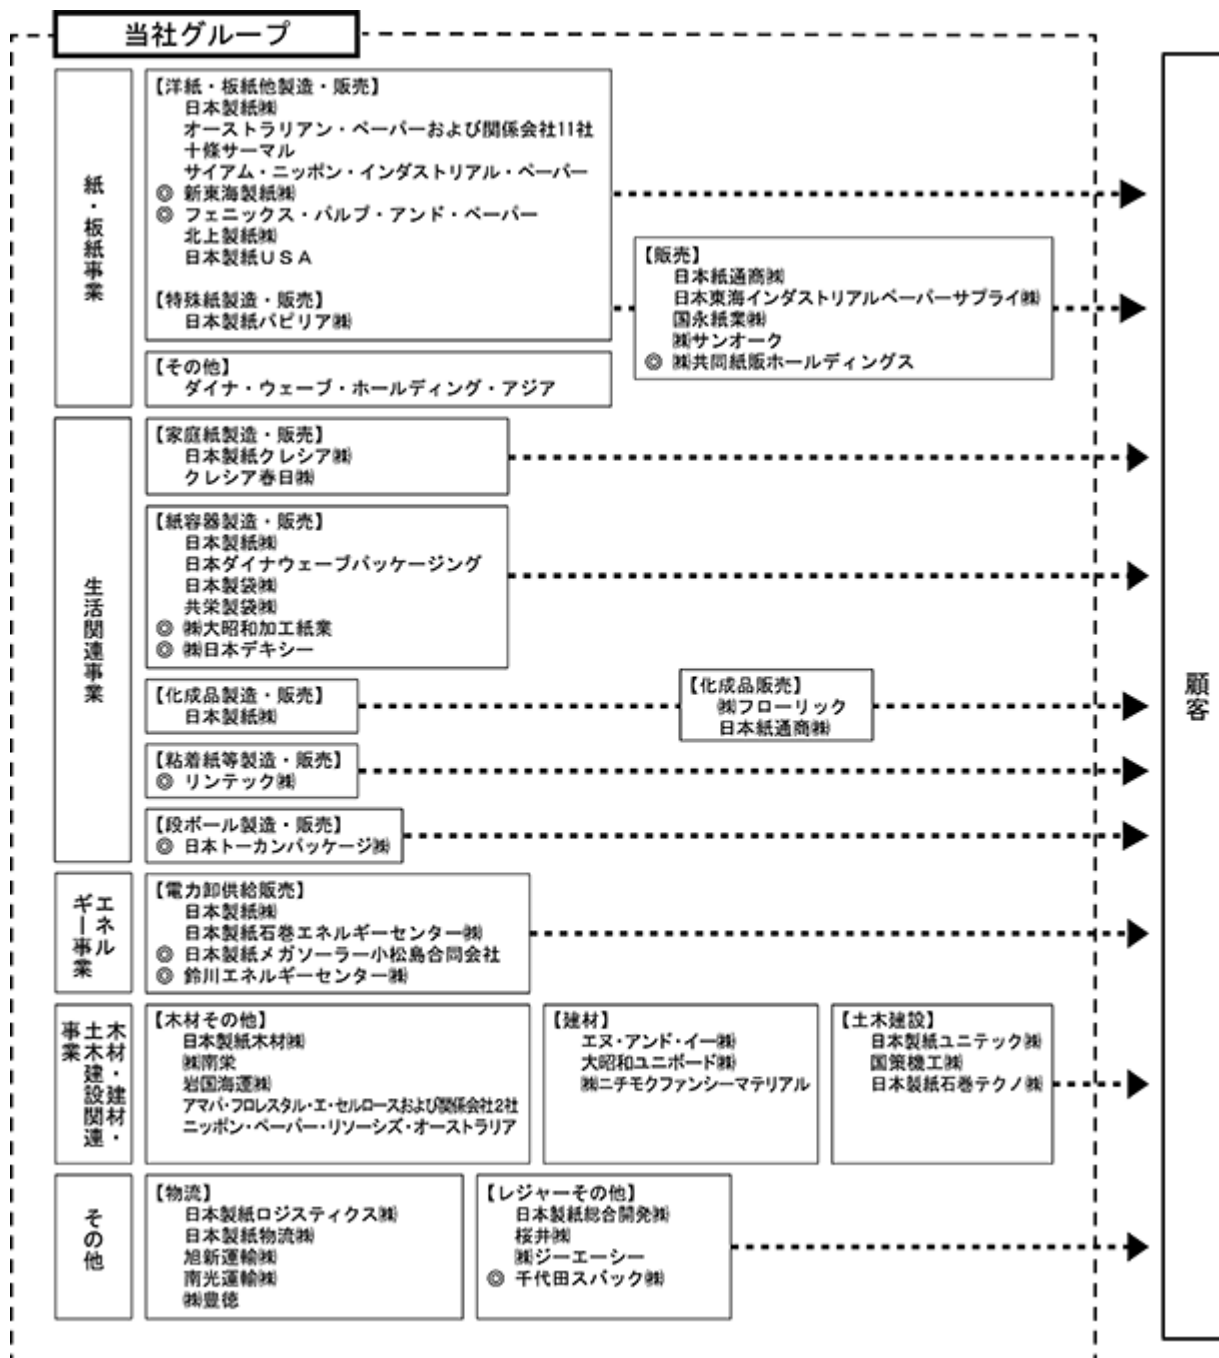 当社グループ
紙・板紙事業
【洋紙・板紙他製造・販売】
日本製紙㈱
オーストラリアン・ペーパーおよび関係会社11社
十條サーマル
サイアム・ニッポン・インダストリアル・ペーパー
◎ 新東海製紙㈱
◎ フェニックス・パルプ・アンド・ペーパー
北上製紙㈱
日本製紙USA
【特殊紙製造・販売】
日本製紙パピリア㈱
【販売】
日本紙通商㈱
日本東海インダストリアルペーパーサプライ㈱
国永紙業㈱
㈱サンオーク
◎ ㈱共同紙販ホールディングス
【その他】
ダイナ・ウェーブ・ホールディング・アジア
生活関連事業
【家庭紙製造・販売】
日本製紙クレシア㈱
クレシア春日㈱
【紙容器製造・販売】
日本製紙㈱
日本ダイナウェーブパッケージング
日本製袋㈱
共栄製袋㈱
◎ ㈱大昭和加工紙業
◎ ㈱日本デキシー
【化成品製造・販売】
日本製紙㈱
【化成品販売】
㈱フローリック
日本紙通商㈱
【粘着紙等製造・販売】
◎ リンテック㈱
【段ボール製造・販売】
◎ 日本トーカンパッケージ㈱
エネルギー事業
【電力卸供給販売】
日本製紙㈱
日本製紙石巻エネルギーセンター㈱
◎ 日本製紙メガソーラー小松島合同会社
◎ 鈴川エネルギーセンター㈱
木材・建材・
土木建設関連
事業
【木材その他】
日本製紙木材㈱
㈱南栄
岩国海運㈱
アマパ・フロレスタル・エ・セルロースおよび関係会社2社
ニッポン・ペーパー・リソーシズ・オーストラリア
【建材】
エヌ・アンド・イー㈱
大昭和ユニボード㈱
㈱ニチモクファンシーマテリアル
【土木建設】
日本製紙ユニテック㈱
国策機工㈱
日本製紙石巻テクノ㈱
その他
【物流】
日本製紙ロジスティクス㈱
日本製紙物流㈱
旭新運輸㈱
南光運輸㈱
㈱豊徳
【レジャーその他】
日本製紙総合開発㈱
桜井㈱
㈱ジーエーシー
◎ 千代田スバック㈱
顧客